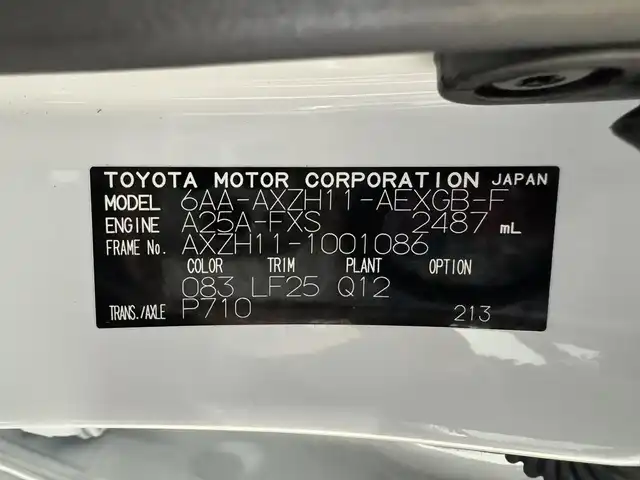 TOYOTA MOTOR CORPORATION JAPAN
MODEL 6AA-AXZH11-AEXGB-F
ENGINE A25A-FXS 2487 mL
FRAME No. AXZH11-1001086
COLOR TRIM PLANT OPTION
083 LF25 Q12
TRANS./AXLE P710 213